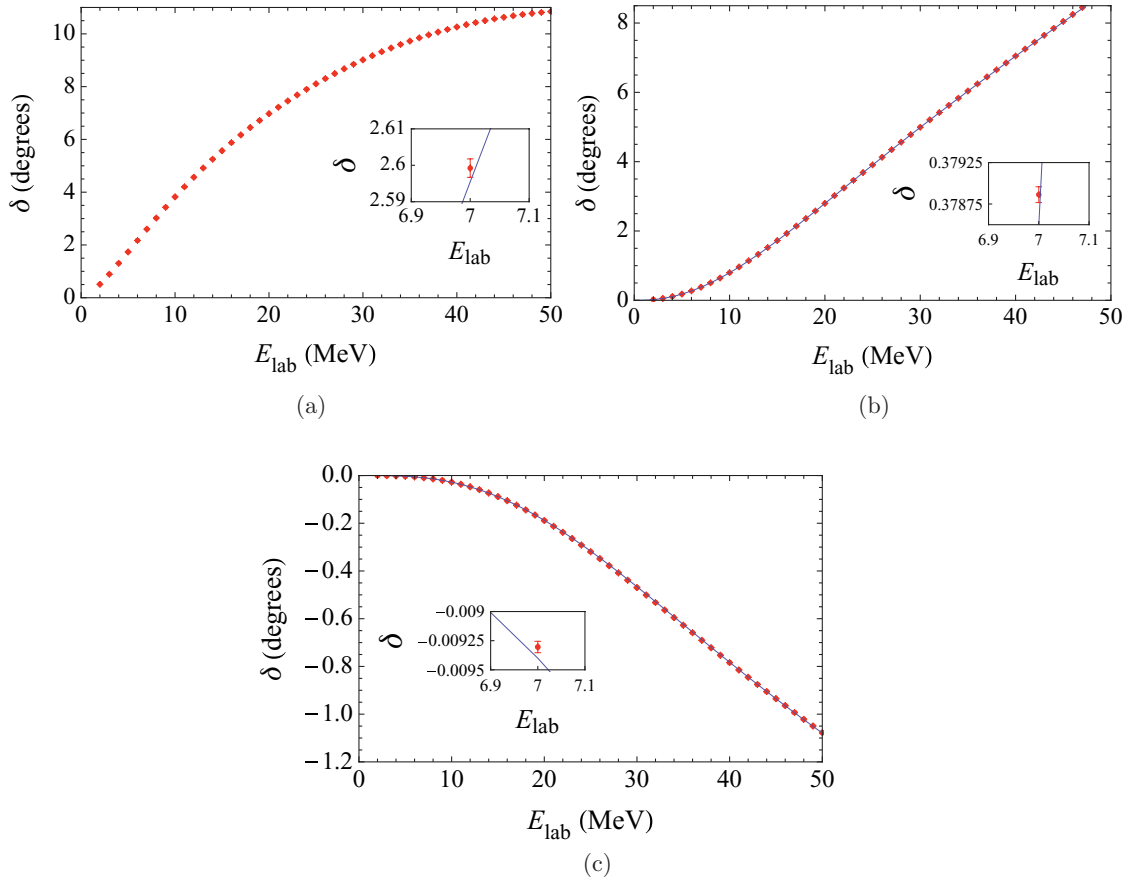 10
8
6
4
2
0
δ (degrees)
0 10 20 30 40 50
E_lab (MeV)
2.61
2.60
2.59
δ
6.9 7 7.1
E_lab
(a)
8
6
4
2
0
δ (degrees)
0 10 20 30 40 50
E_lab (MeV)
0.37925
0.37875
δ
6.9 7 7.1
E_lab
(b)
0.0
−0.2
−0.4
−0.6
−0.8
−1.0
−1.2
δ (degrees)
0 10 20 30 40 50
E_lab (MeV)
−0.009
−0.00925
−0.0095
δ
6.9 7 7.1
E_lab
(c)